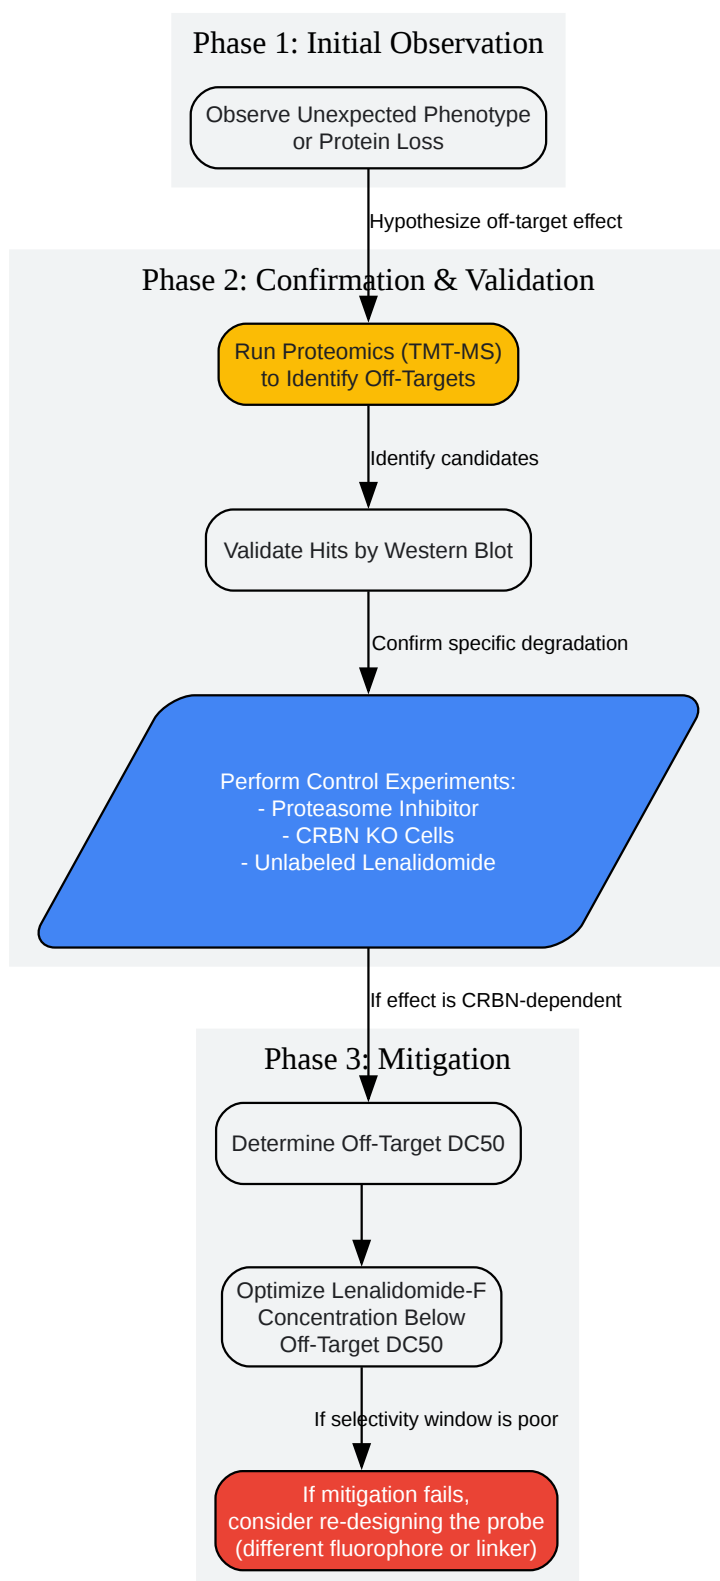 Phase 1: Initial Observation
Observe Unexpected Phenotype
or Protein Loss
Hypothesize off-target effect
Phase 2: Confirmation & Validation
Run Proteomics (TMT-MS)
to Identify Off-Targets
Identify candidates
Validate Hits by Western Blot
Confirm specific degradation
Perform Control Experiments:
- Proteasome Inhibitor
- CRBN KO Cells
- Unlabeled Lenalidomide
If effect is CRBN-dependent
Phase 3: Mitigation
Determine Off-Target DC50
Optimize Lenalidomide-F
Concentration Below
Off-Target DC50
If selectivity window is poor
If mitigation fails,
consider re-designing the probe
(different fluorophore or linker)